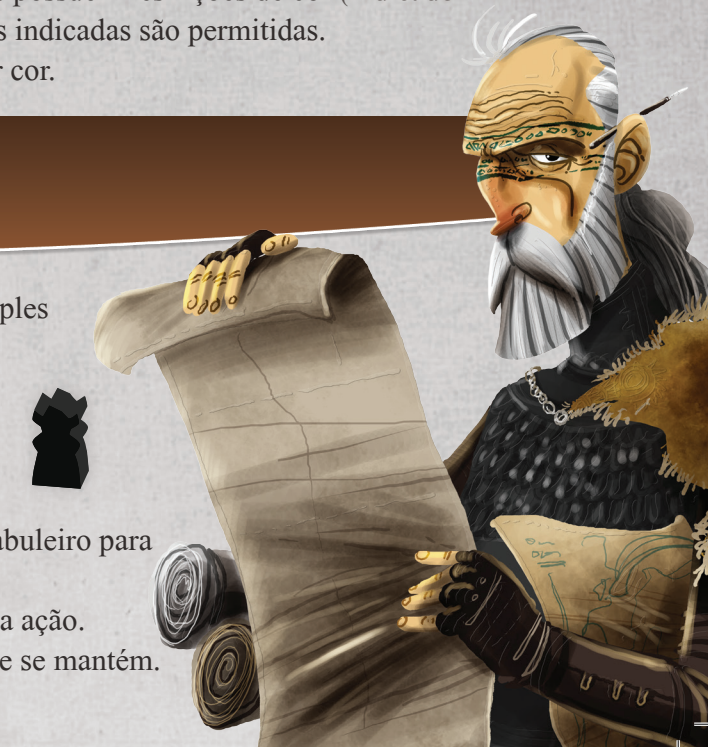 s indicadas são permitidas.
r cor.
ples
abuleiro para
a ação.
e se mantém.